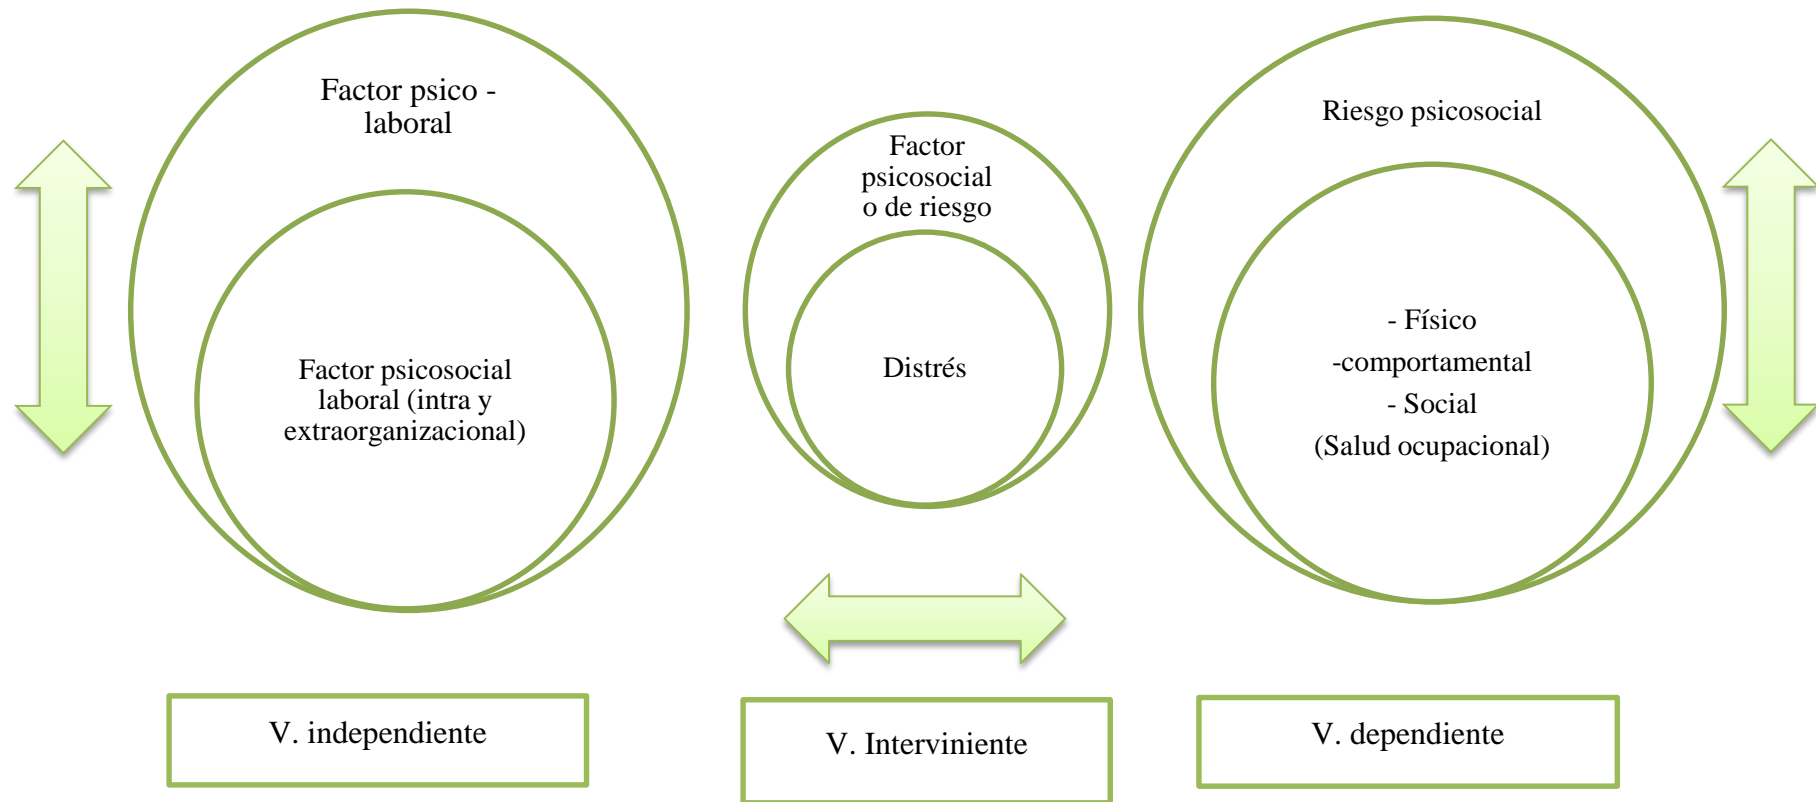 Factor psico -
laboral
Factor psicosocial
laboral (intra y
extraorganizacional)
Factor
psicosocial
o de riesgo
Distrés
Riesgo psicosocial
- Físico
-comportamental
- Social
(Salud ocupacional)
V. independiente
V. Interviniente
V. dependiente